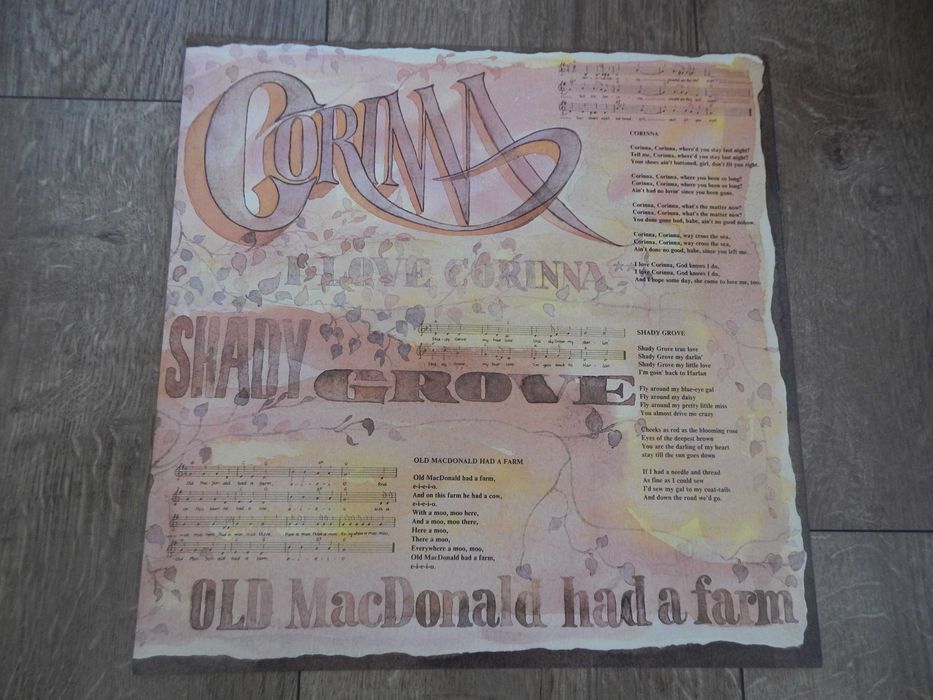 CORINNA
I LOVE CORINNA
CORINNA
Corinna, Corinna, where'd you stay last night?
Tell me, Corinna, where'd you stay last night?
Your shoes ain't buttoned, girl, don't fit you right.
Corinna, Corinna, where you been so long?
Corinna, Corinna, where you been so long?
Ain't had no lovin' since you been gone.
Corinna, Corinna, what's the matter now?
Corinna, Corinna, what's the matter now?
You done gone bad, babe, ain't no good nohow.
Corinna, Corinna, way cross the sea,
Corinna, Corinna, way cross the sea,
Ain't done no good, babe, since you left me.
I love Corinna, God knows I do,
I love Corinna, God knows I do,
And I hope some day, she come to love me, too.
SHADY
GROVE
SHADY GROVE
Shady Grove true love
Shady Grove my darlin'
Shady Grove my little love
I'm goin' back to Harlan
Fly around my blue-eye gal
Fly around my daisy
Fly around my pretty little miss
You almost drive me crazy
Cheeks as red as the blooming rose
Eyes of the deepest brown
You are the darling of my heart
stay till the sun goes down
If I had a needle and thread
As fine as I could sew
I'd sew my gal to my coat-tails
And down the road we'd go.
OLD MACDONALD HAD A FARM
Old MacDonald had a farm,
e-i-e-i-o.
And on this farm he had a cow,
e-i-e-i-o.
With a moo, moo here,
And a moo, moo there,
Here a moo,
There a moo,
Everywhere a moo, moo,
Old MacDonald had a farm,
e-i-e-i-o.
OLD MacDonald had a farm